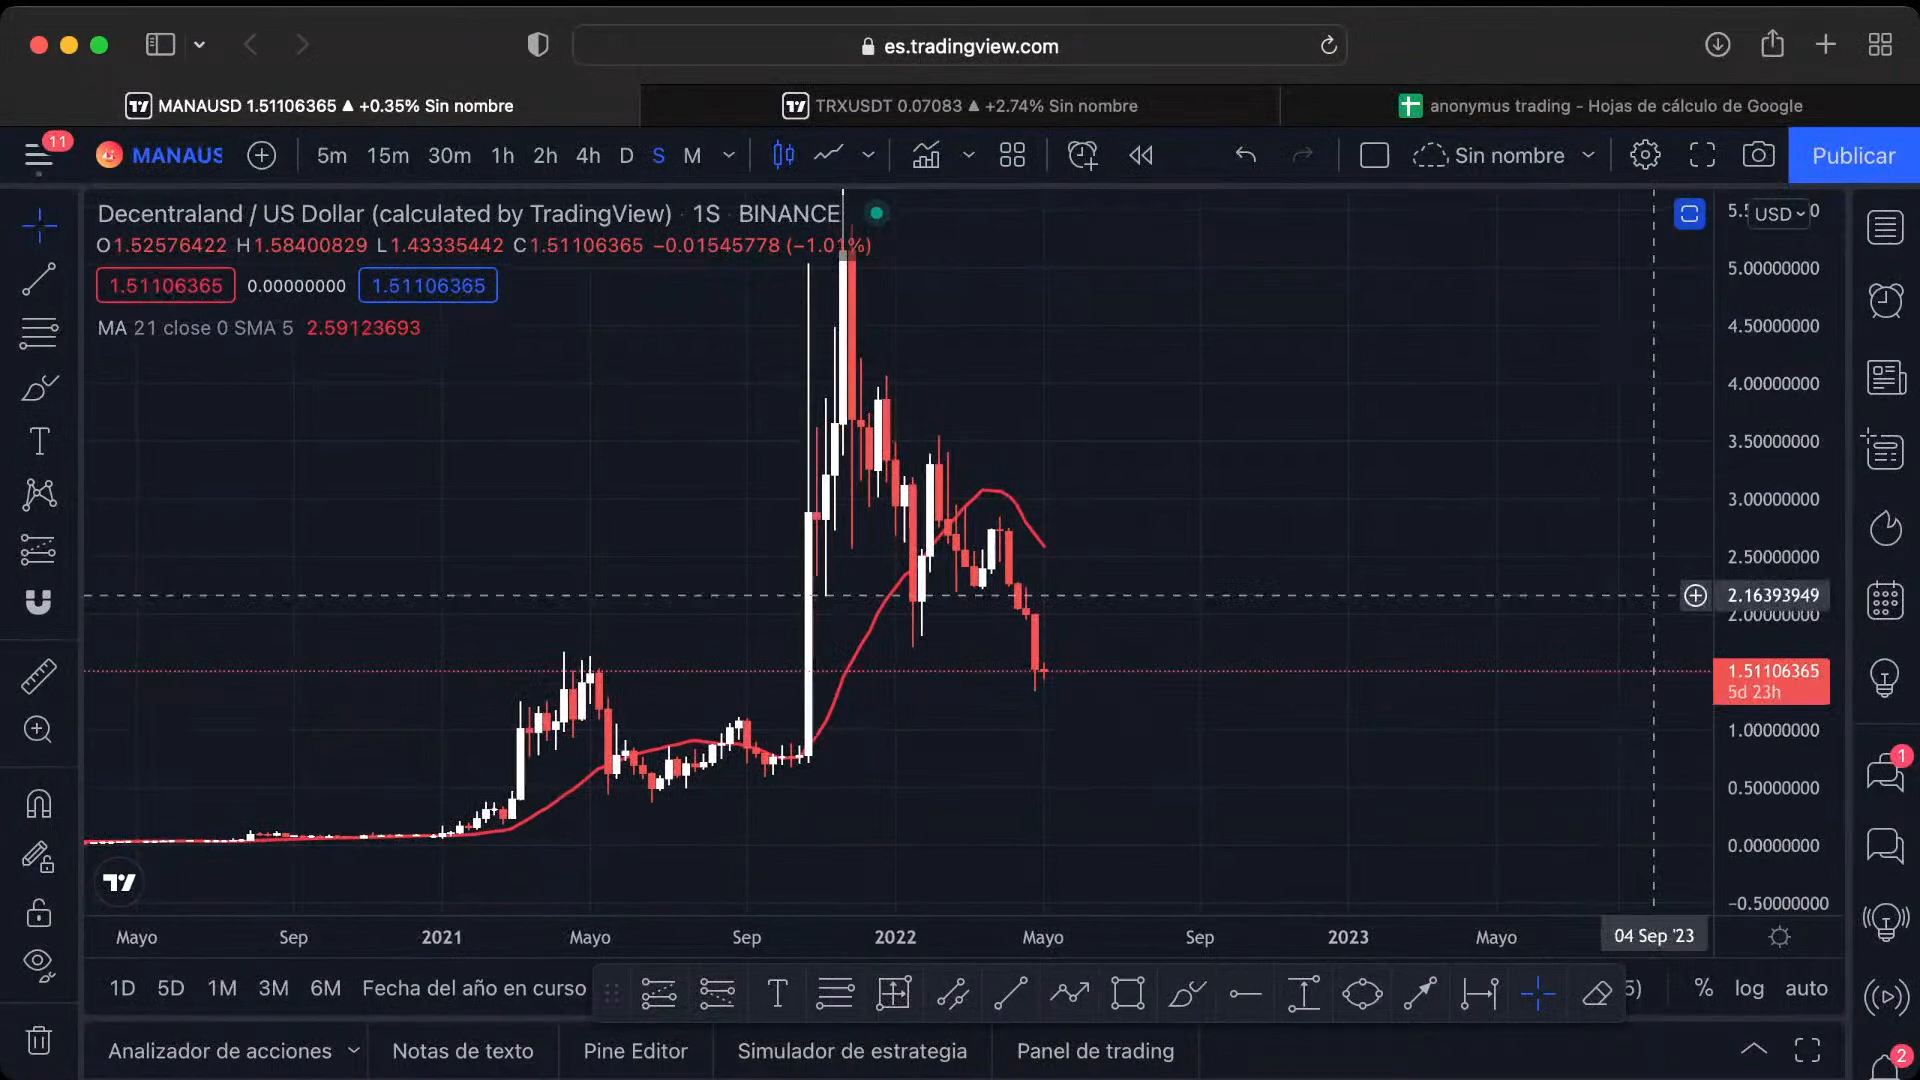 es.tradingview.com
MANAUSD 1.51106365 ▲ +0.35% Sin nombre
TRXUSDT 0.07083 ▲ +2.74% Sin nombre
anonymus trading - Hojas de cálculo de Google
11
MANAUS
5m 15m 30m 1h 2h 4h D S M
Sin nombre
Publicar
Decentraland / US Dollar (calculated by TradingView) · 1S · BINANCE
O1.52576422 H1.58400829 L1.43335442 C1.51106365 −0.01545778 (−1.01%)
1.51106365 0.00000000 1.51106365
MA 21 close 0 SMA 5 2.59123693
USD
5.00000000
4.50000000
4.00000000
3.50000000
3.00000000
2.50000000
2.16393949
2.00000000
1.51106365
5d 23h
1.00000000
0.50000000
0.00000000
−0.50000000
1
Mayo Sep 2021 Mayo Sep 2022 Mayo Sep 2023 Mayo 04 Sep '23
1D 5D 1M 3M 6M Fecha del año en curso
5) % log auto
Analizador de acciones Notas de texto Pine Editor Simulador de estrategia Panel de trading
2